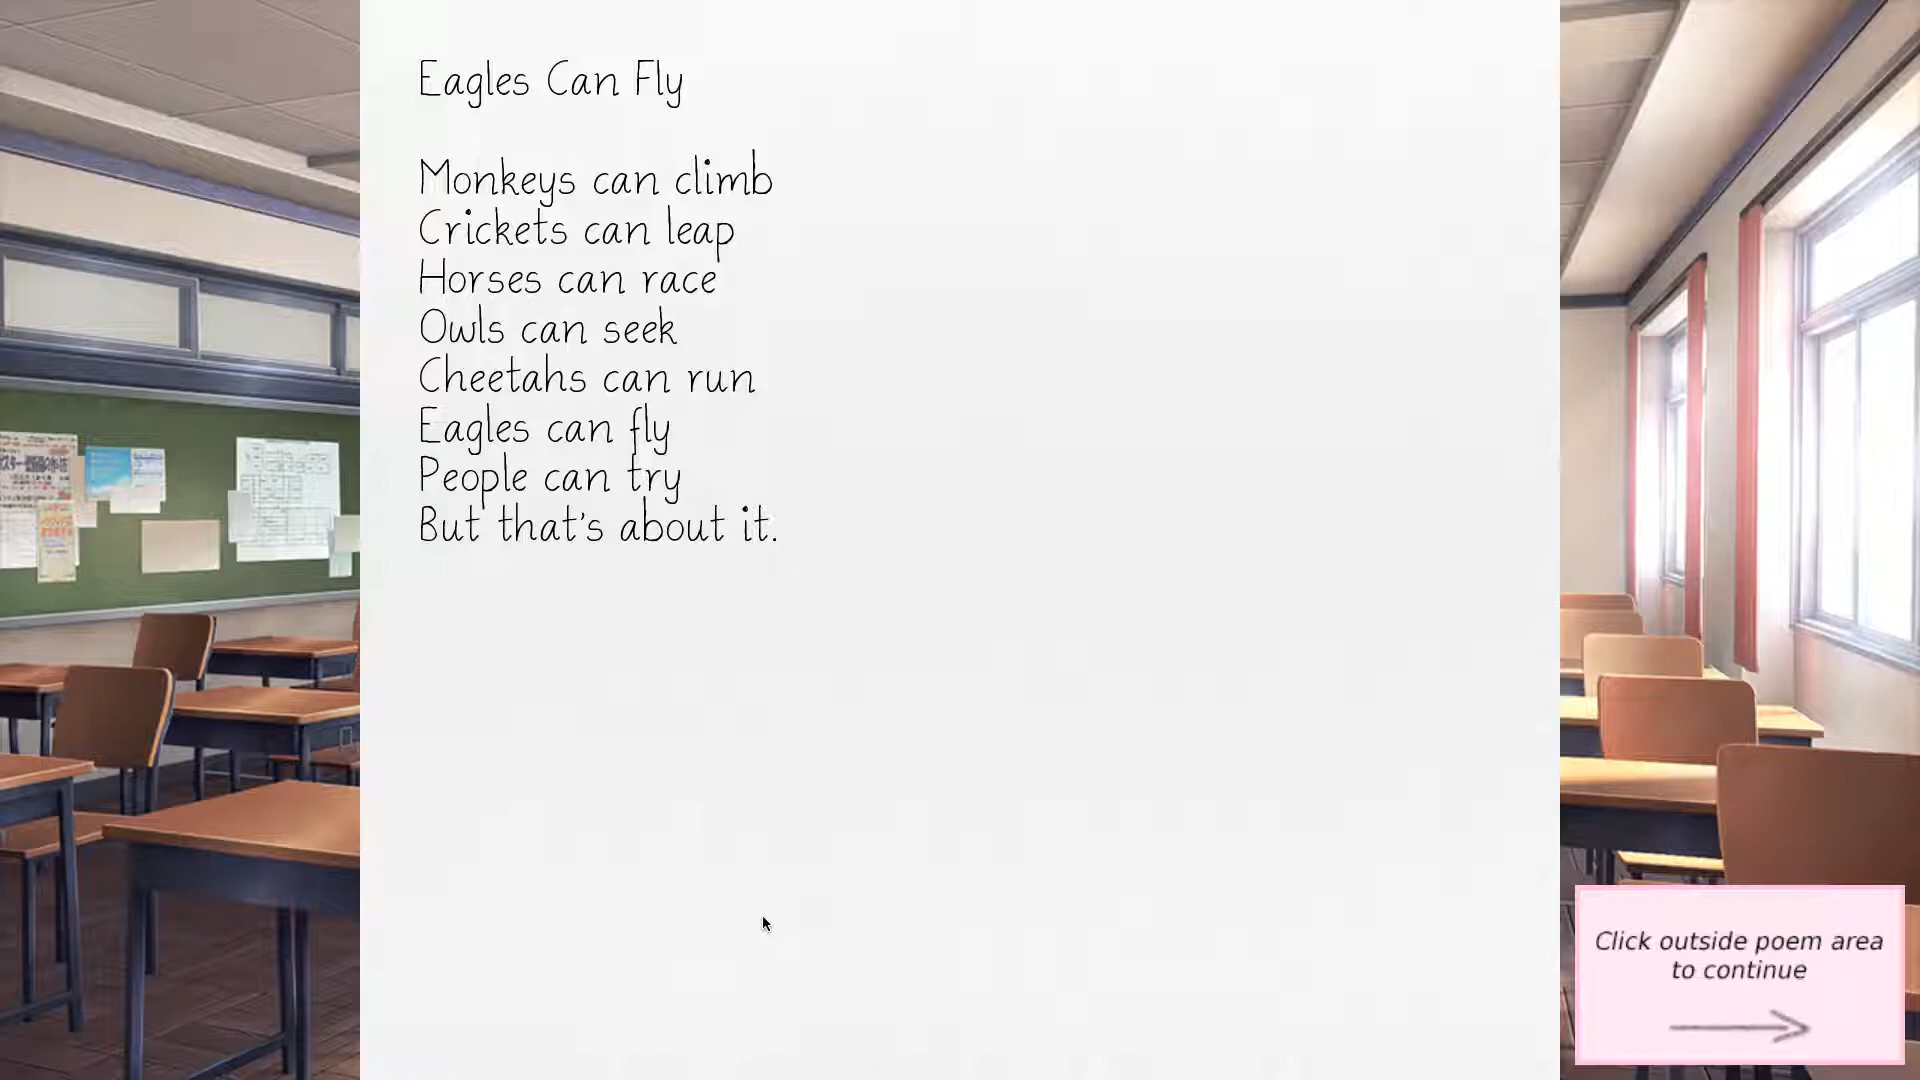 Eagles Can Fly
Monkeys can climb
Crickets can leap
Horses can race
Owls can seek
Cheetahs can run
Eagles can fly
People can try
But that's about it.
Click outside poem area
to continue